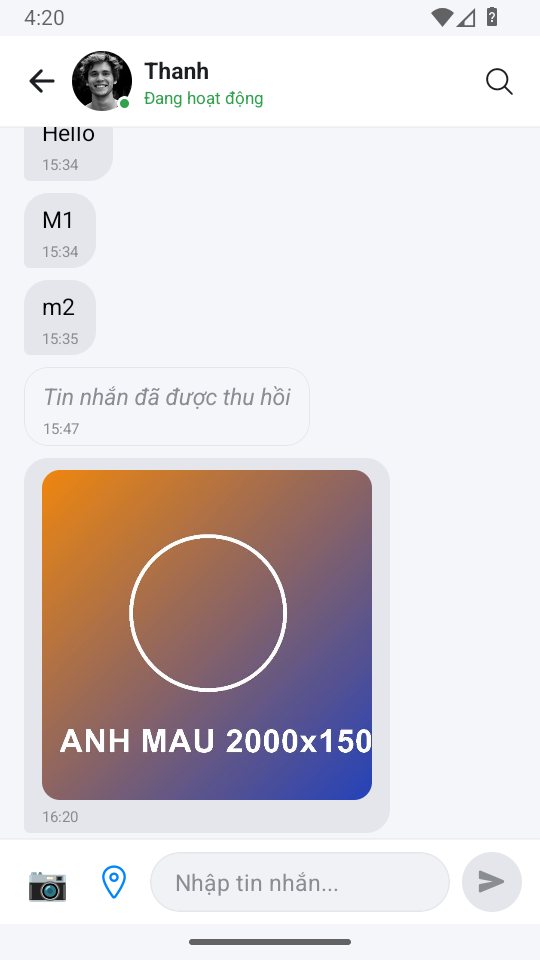 4:20
Thanh
Đang hoạt động
Hello
15:34
M1
15:34
m2
15:35
Tin nhắn đã được thu hồi
15:47
ANH MAU 2000x150
16:20
Nhập tin nhắn...